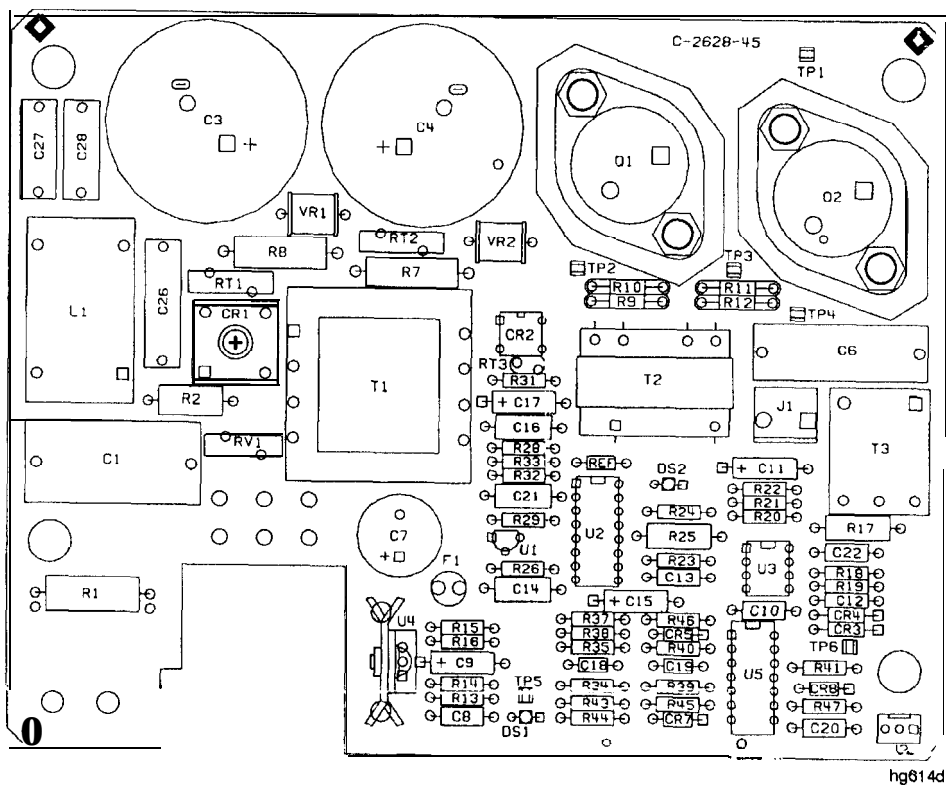 C-2628-45
TP1
C27
C28
C3
+
C4
+
Q1
Q2
VR1
RT2
VR2
R8
R7
TP2
TP3
R10
R9
R11
R12
TP4
RT1
C26
L1
CR1
CR2
RT3
R31
T1
T2
C6
R2
+ C17
C16
J1
T3
RV1
C1
R28
R33
R32
REF
DS2
+ C11
C21
R22
R21
R20
R29
U1
U2
R24
R25
R17
C7
+
F1
R26
C14
R23
C13
U3
C22
R18
R19
C12
CR4
CR3
R1
+ C15
C10
U4
R15
R16
R37
R38
R35
R46
CR5
R40
TP6
+ C9
C18
C19
U5
R41
R14
R13
C8
TP5
DS1
R34
R43
R44
R39
R45
CR7
CR8
R47
C20
0
hg614d